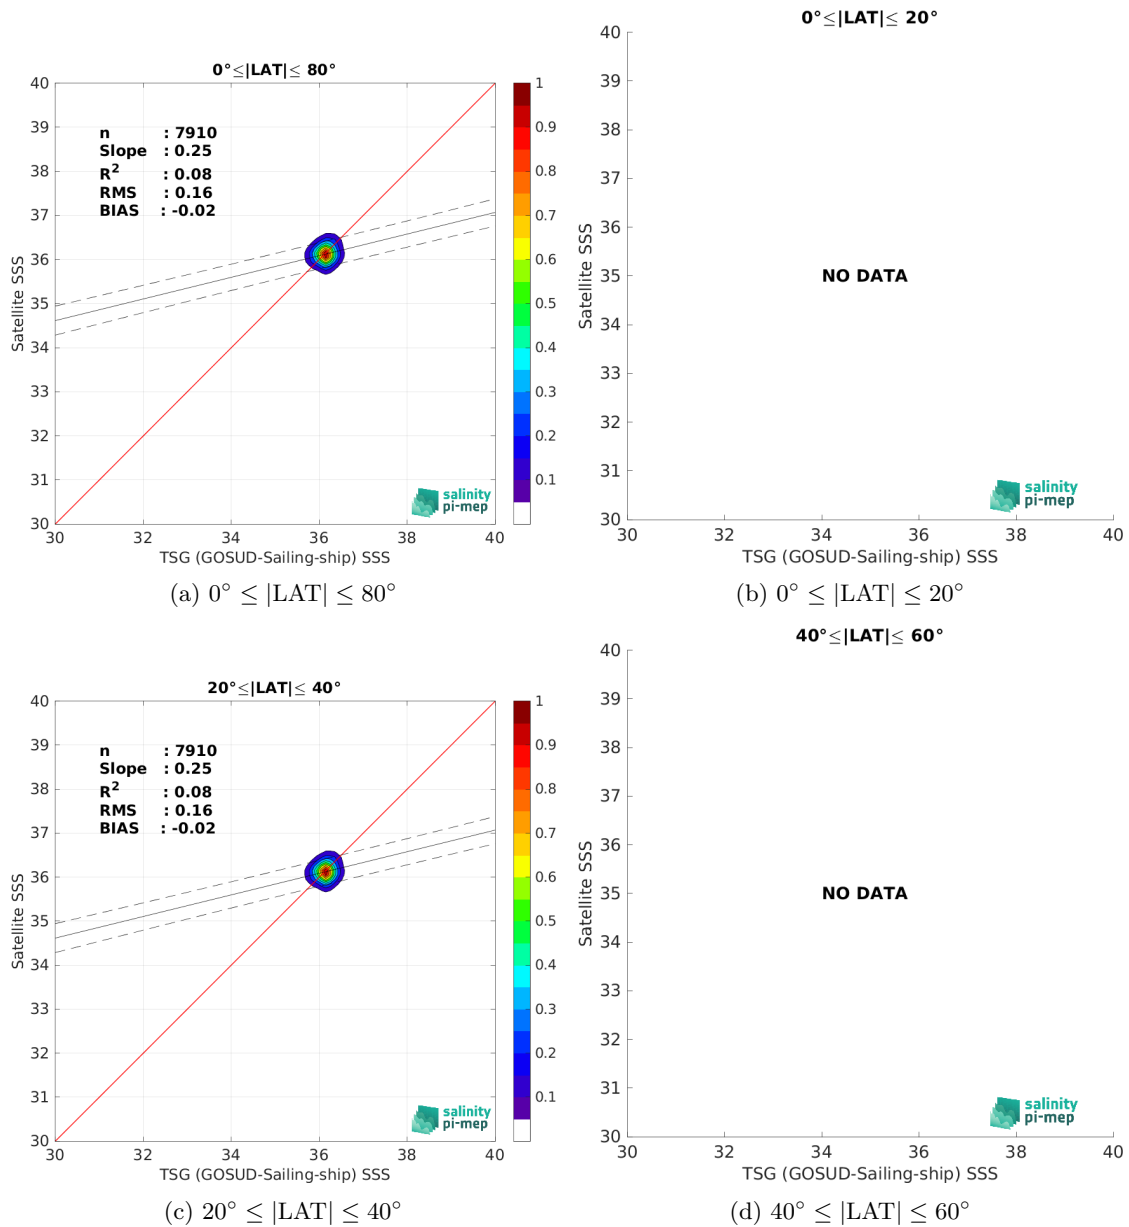 0°≤|LAT|≤ 80°
40
39
38
37
36
35
34
33
32
31
30
Satellite SSS
n : 7910
Slope : 0.25
R² : 0.08
RMS : 0.16
BIAS : -0.02
salinity
pi-mep
30 32 34 36 38 40
TSG (GOSUD-Sailing-ship) SSS
1
0.9
0.8
0.7
0.6
0.5
0.4
0.3
0.2
0.1
(a) 0° ≤ |LAT| ≤ 80°
0°≤|LAT|≤ 20°
40
39
38
37
36
35
34
33
32
31
30
Satellite SSS
NO DATA
salinity
pi-mep
30 32 34 36 38 40
TSG (GOSUD-Sailing-ship) SSS
(b) 0° ≤ |LAT| ≤ 20°
20°≤|LAT|≤ 40°
40
39
38
37
36
35
34
33
32
31
30
Satellite SSS
n : 7910
Slope : 0.25
R² : 0.08
RMS : 0.16
BIAS : -0.02
salinity
pi-mep
30 32 34 36 38 40
TSG (GOSUD-Sailing-ship) SSS
1
0.9
0.8
0.7
0.6
0.5
0.4
0.3
0.2
0.1
(c) 20° ≤ |LAT| ≤ 40°
40°≤|LAT|≤ 60°
40
39
38
37
36
35
34
33
32
31
30
Satellite SSS
NO DATA
salinity
pi-mep
30 32 34 36 38 40
TSG (GOSUD-Sailing-ship) SSS
(d) 40° ≤ |LAT| ≤ 60°